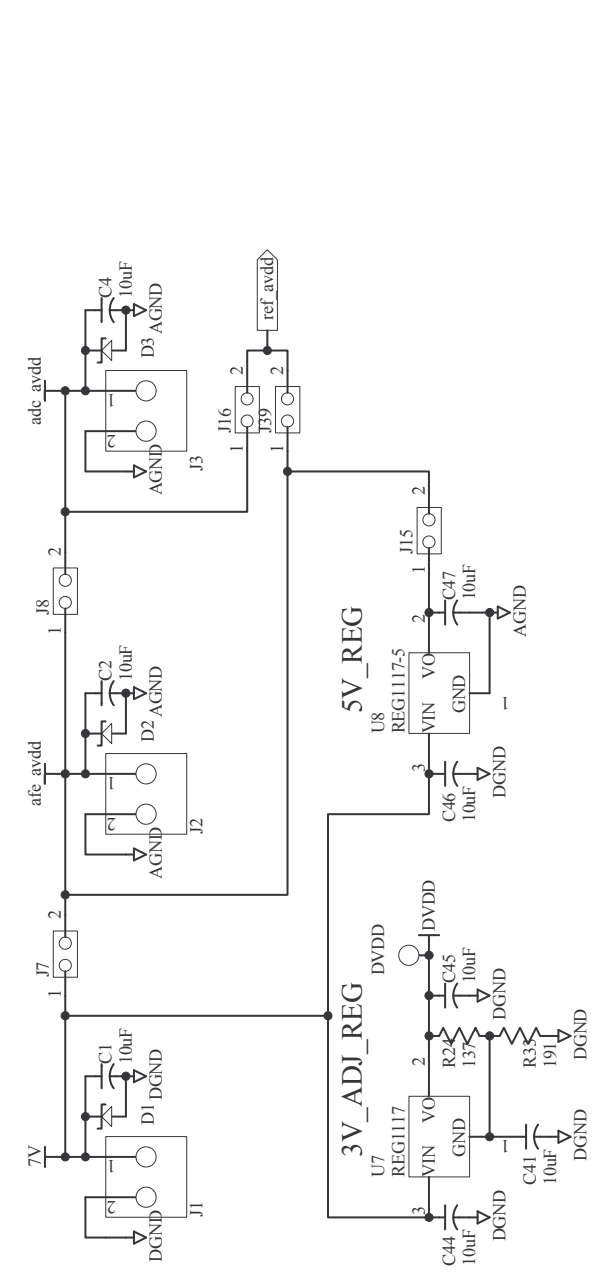 7V
J1
1
2
DGND
D1
C1
10uF
DGND
J7
1
2
afe_avdd
J2
1
2
AGND
D2
C2
10uF
AGND
J8
1
2
adc_avdd
J3
1
2
AGND
D3
C4
10uF
AGND
J16
1
2
J39
1
2
ref_avdd
3V_ADJ_REG
U7
REG1117
VIN
VO
GND
3
2
1
C44
10uF
DGND
C41
10uF
DGND
R24
137
R33
191
DGND
C45
10uF
DGND
DVDD
DVDD
5V_REG
U8
REG1117-5
VIN
VO
GND
3
2
1
C46
10uF
DGND
C47
10uF
AGND
J15
1
2